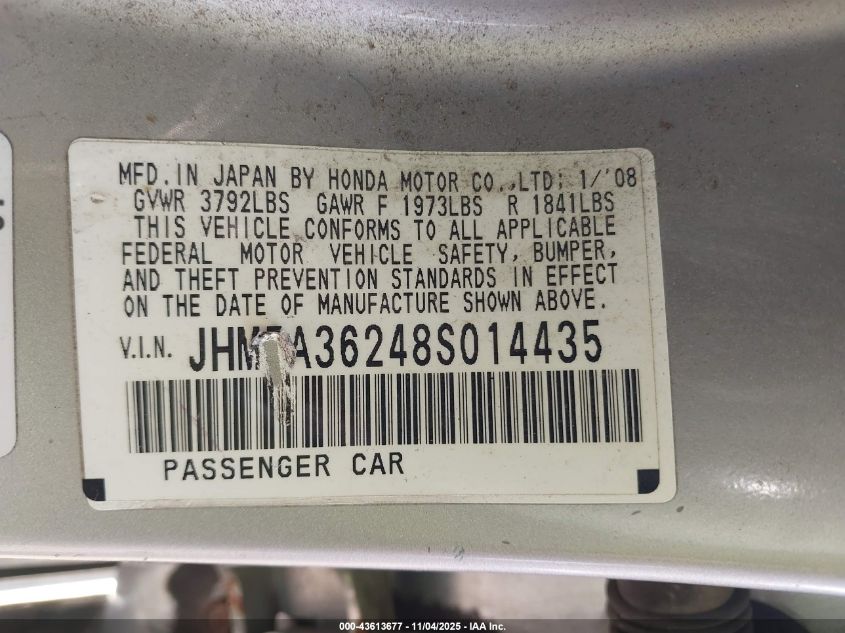 MFD. IN JAPAN BY HONDA MOTOR CO., LTD; 1/'08
GVWR 3792LBS GAWR F 1973LBS R 1841LBS
THIS VEHICLE CONFORMS TO ALL APPLICABLE
FEDERAL MOTOR VEHICLE SAFETY, BUMPER,
AND THEFT PREVENTION STANDARDS IN EFFECT
ON THE DATE OF MANUFACTURE SHOWN ABOVE.
V.I.N. JHMFA36248S014435
PASSENGER CAR
000-43613677 - 11/04/2025 - IAA Inc.